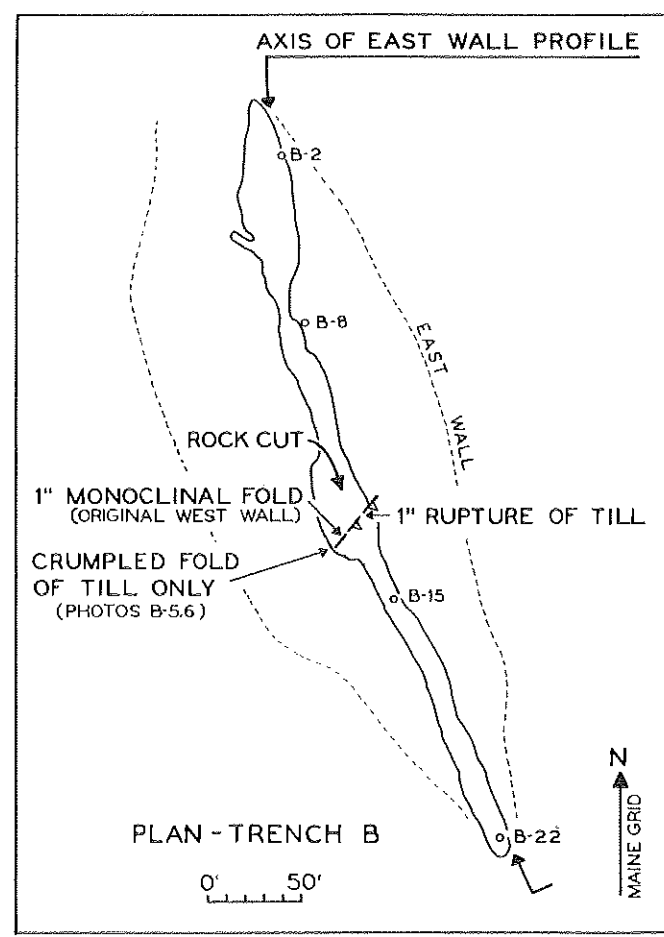 AXIS OF EAST WALL PROFILE
B-2
B-8
EAST WALL
ROCK CUT
1" MONOCLINAL FOLD
(ORIGINAL WEST WALL)
1" RUPTURE OF TILL
CRUMPLED FOLD
OF TILL ONLY
(PHOTOS B-5,6)
B-15
N
MAINE GRID
B-22
PLAN - TRENCH B
0' 50'